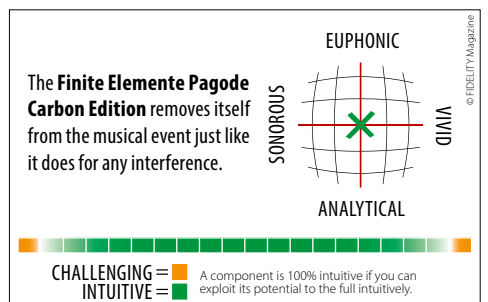 The Finite Elemente Pagode
Carbon Edition removes itself
from the musical event just like
it does for any interference.
EUPHONIC
SONOROUS
VIVID
ANALYTICAL
© FIDELITY Magazine
CHALLENGING =
INTUITIVE =
A component is 100% intuitive if you can
exploit its potential to the full intuitively.